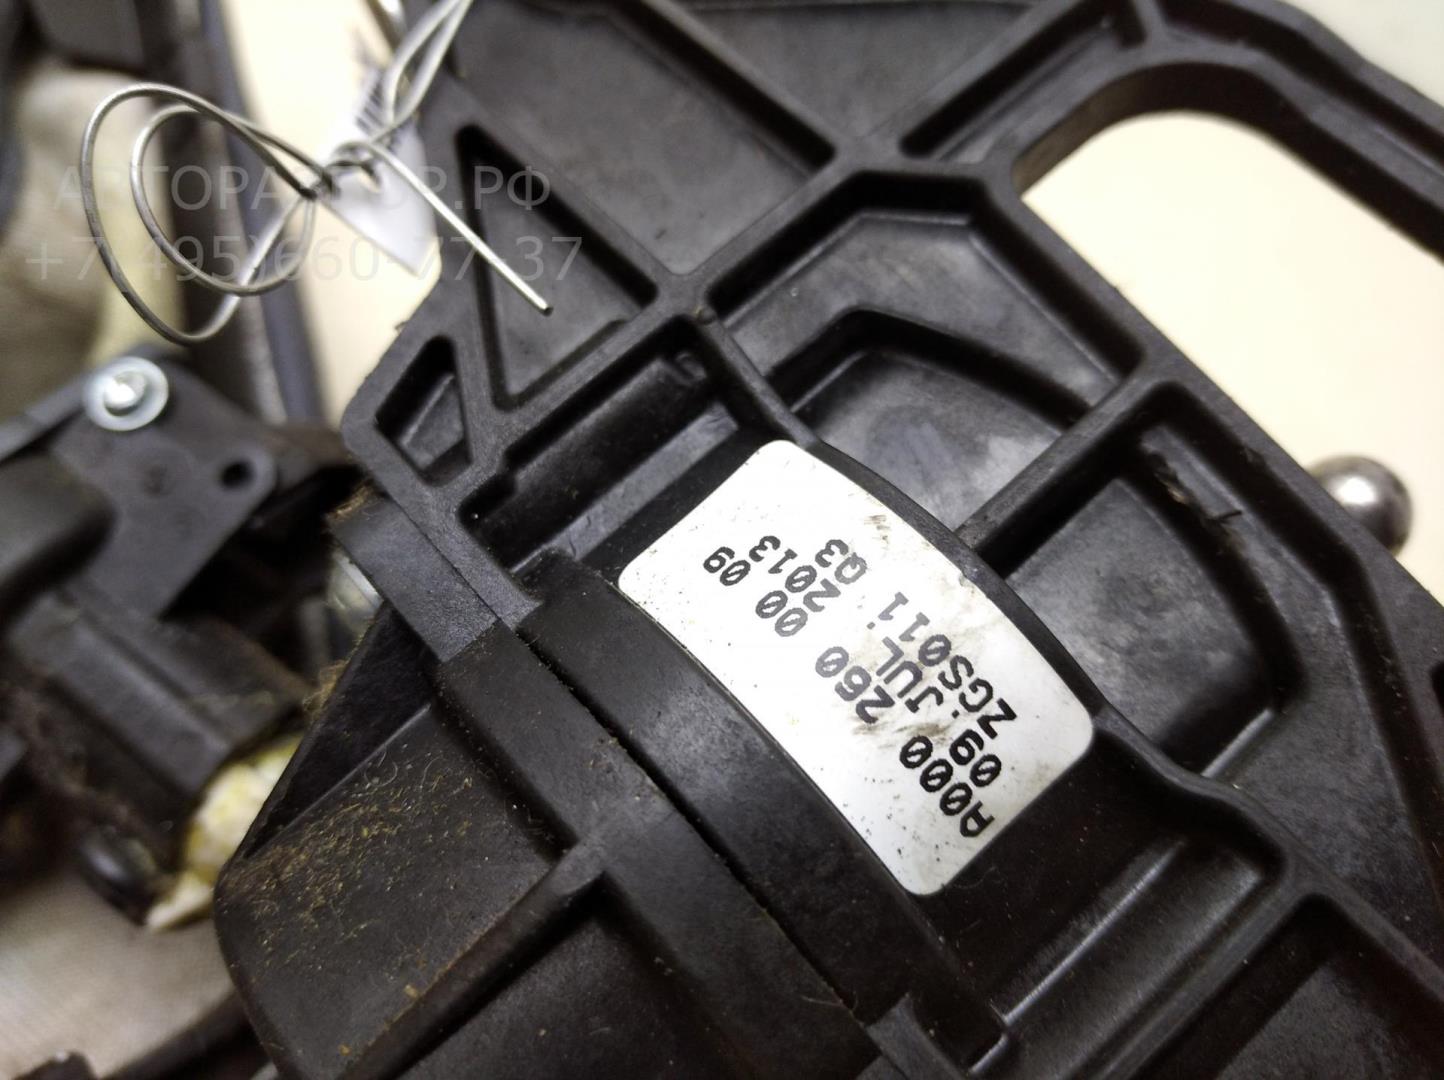 АВТОРАЗБОР.РФ
+7(495)660-77-37
A000 260 00 09
09.JUL. 2013
ZGS011 Q3